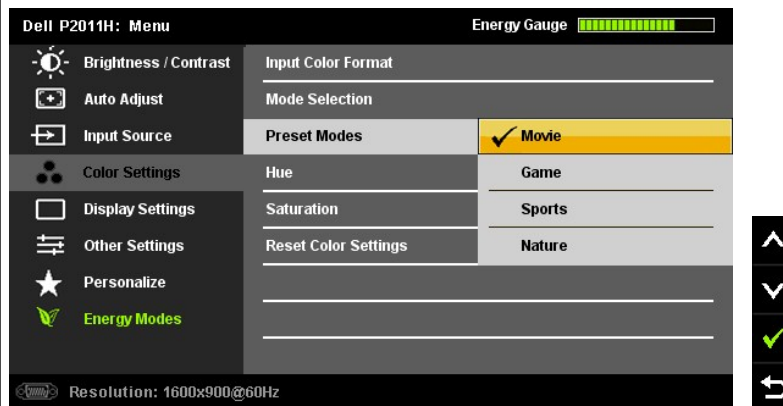 Dell P2011H: Menu
Energy Gauge
Brightness / Contrast
Auto Adjust
Input Source
Color Settings
Display Settings
Other Settings
Personalize
Energy Modes
Input Color Format
Mode Selection
Preset Modes
Hue
Saturation
Reset Color Settings
Movie
Game
Sports
Nature
Resolution: 1600x900@60Hz